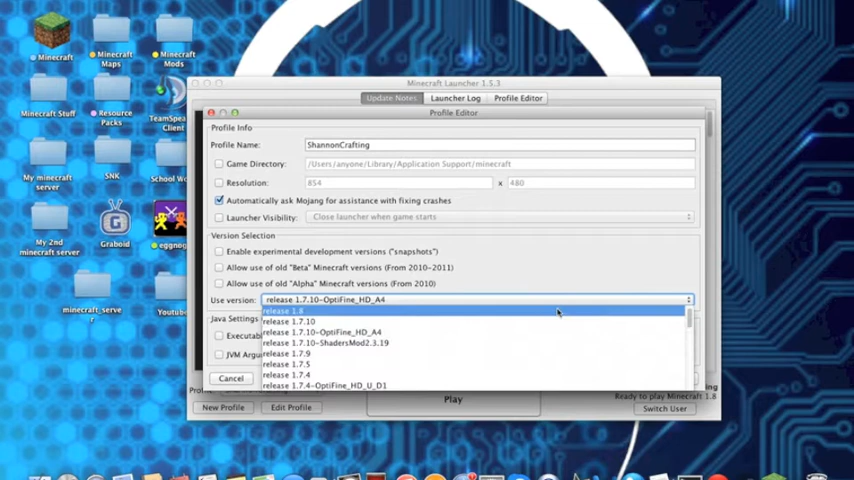 Minecraft
Minecraft Maps
Minecraft Mods
Minecraft Launcher 1.5.3
Update Notes
Launcher Log
Profile Editor
Profile Editor
Minecraft Stuff
Resource Packs
TeamSpeak Client
Profile Info
Profile Name:
ShannonCrafting
Game Directory:
/Users/anyone/Library/Application Support/minecraft
Resolution:
854
x
480
My minecraft server
SNK
School Wo
Automatically ask Mojang for assistance with fixing crashes
Launcher Visibility:
Close launcher when game starts
Version Selection
My 2nd minecraft server
Graboid
eggnog
Enable experimental development versions ("snapshots")
Allow use of old "Beta" Minecraft versions (From 2010-2011)
Allow use of old "Alpha" Minecraft versions (From 2010)
Use version:
release 1.7.10-OptiFine_HD_A4
minecraft_server
Youtube
release 1.8
release 1.7.10
release 1.7.10-OptiFine_HD_A4
release 1.7.10-ShadersMod2.3.19
release 1.7.9
release 1.7.5
release 1.7.4
release 1.7.4-OptiFine_HD_U_D1
Java Settings
Executab
JVM Argu
Cancel
Profile
New Profile
Edit Profile
Play
Ready to play Minecraft 1.8
Switch User